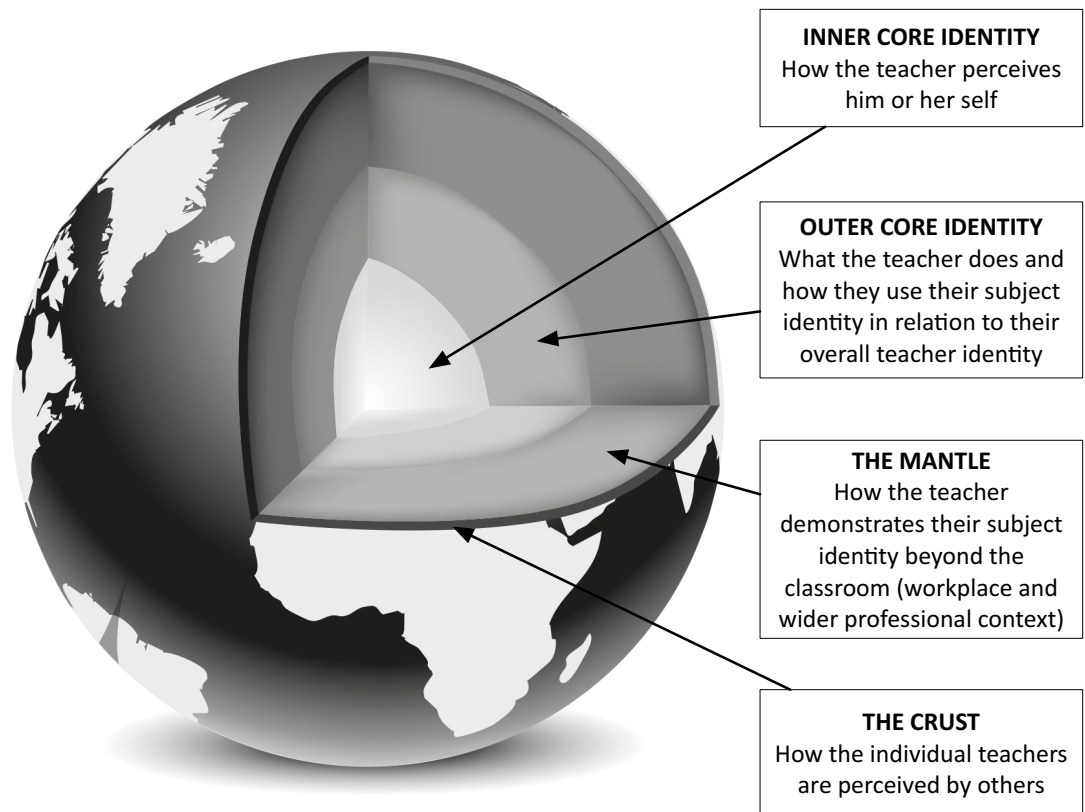 INNER CORE IDENTITY
How the teacher perceives
him or her self
OUTER CORE IDENTITY
What the teacher does and
how they use their subject
identity in relation to their
overall teacher identity
THE MANTLE
How the teacher
demonstrates their subject
identity beyond the
classroom (workplace and
wider professional context)
THE CRUST
How the individual teachers
are perceived by others